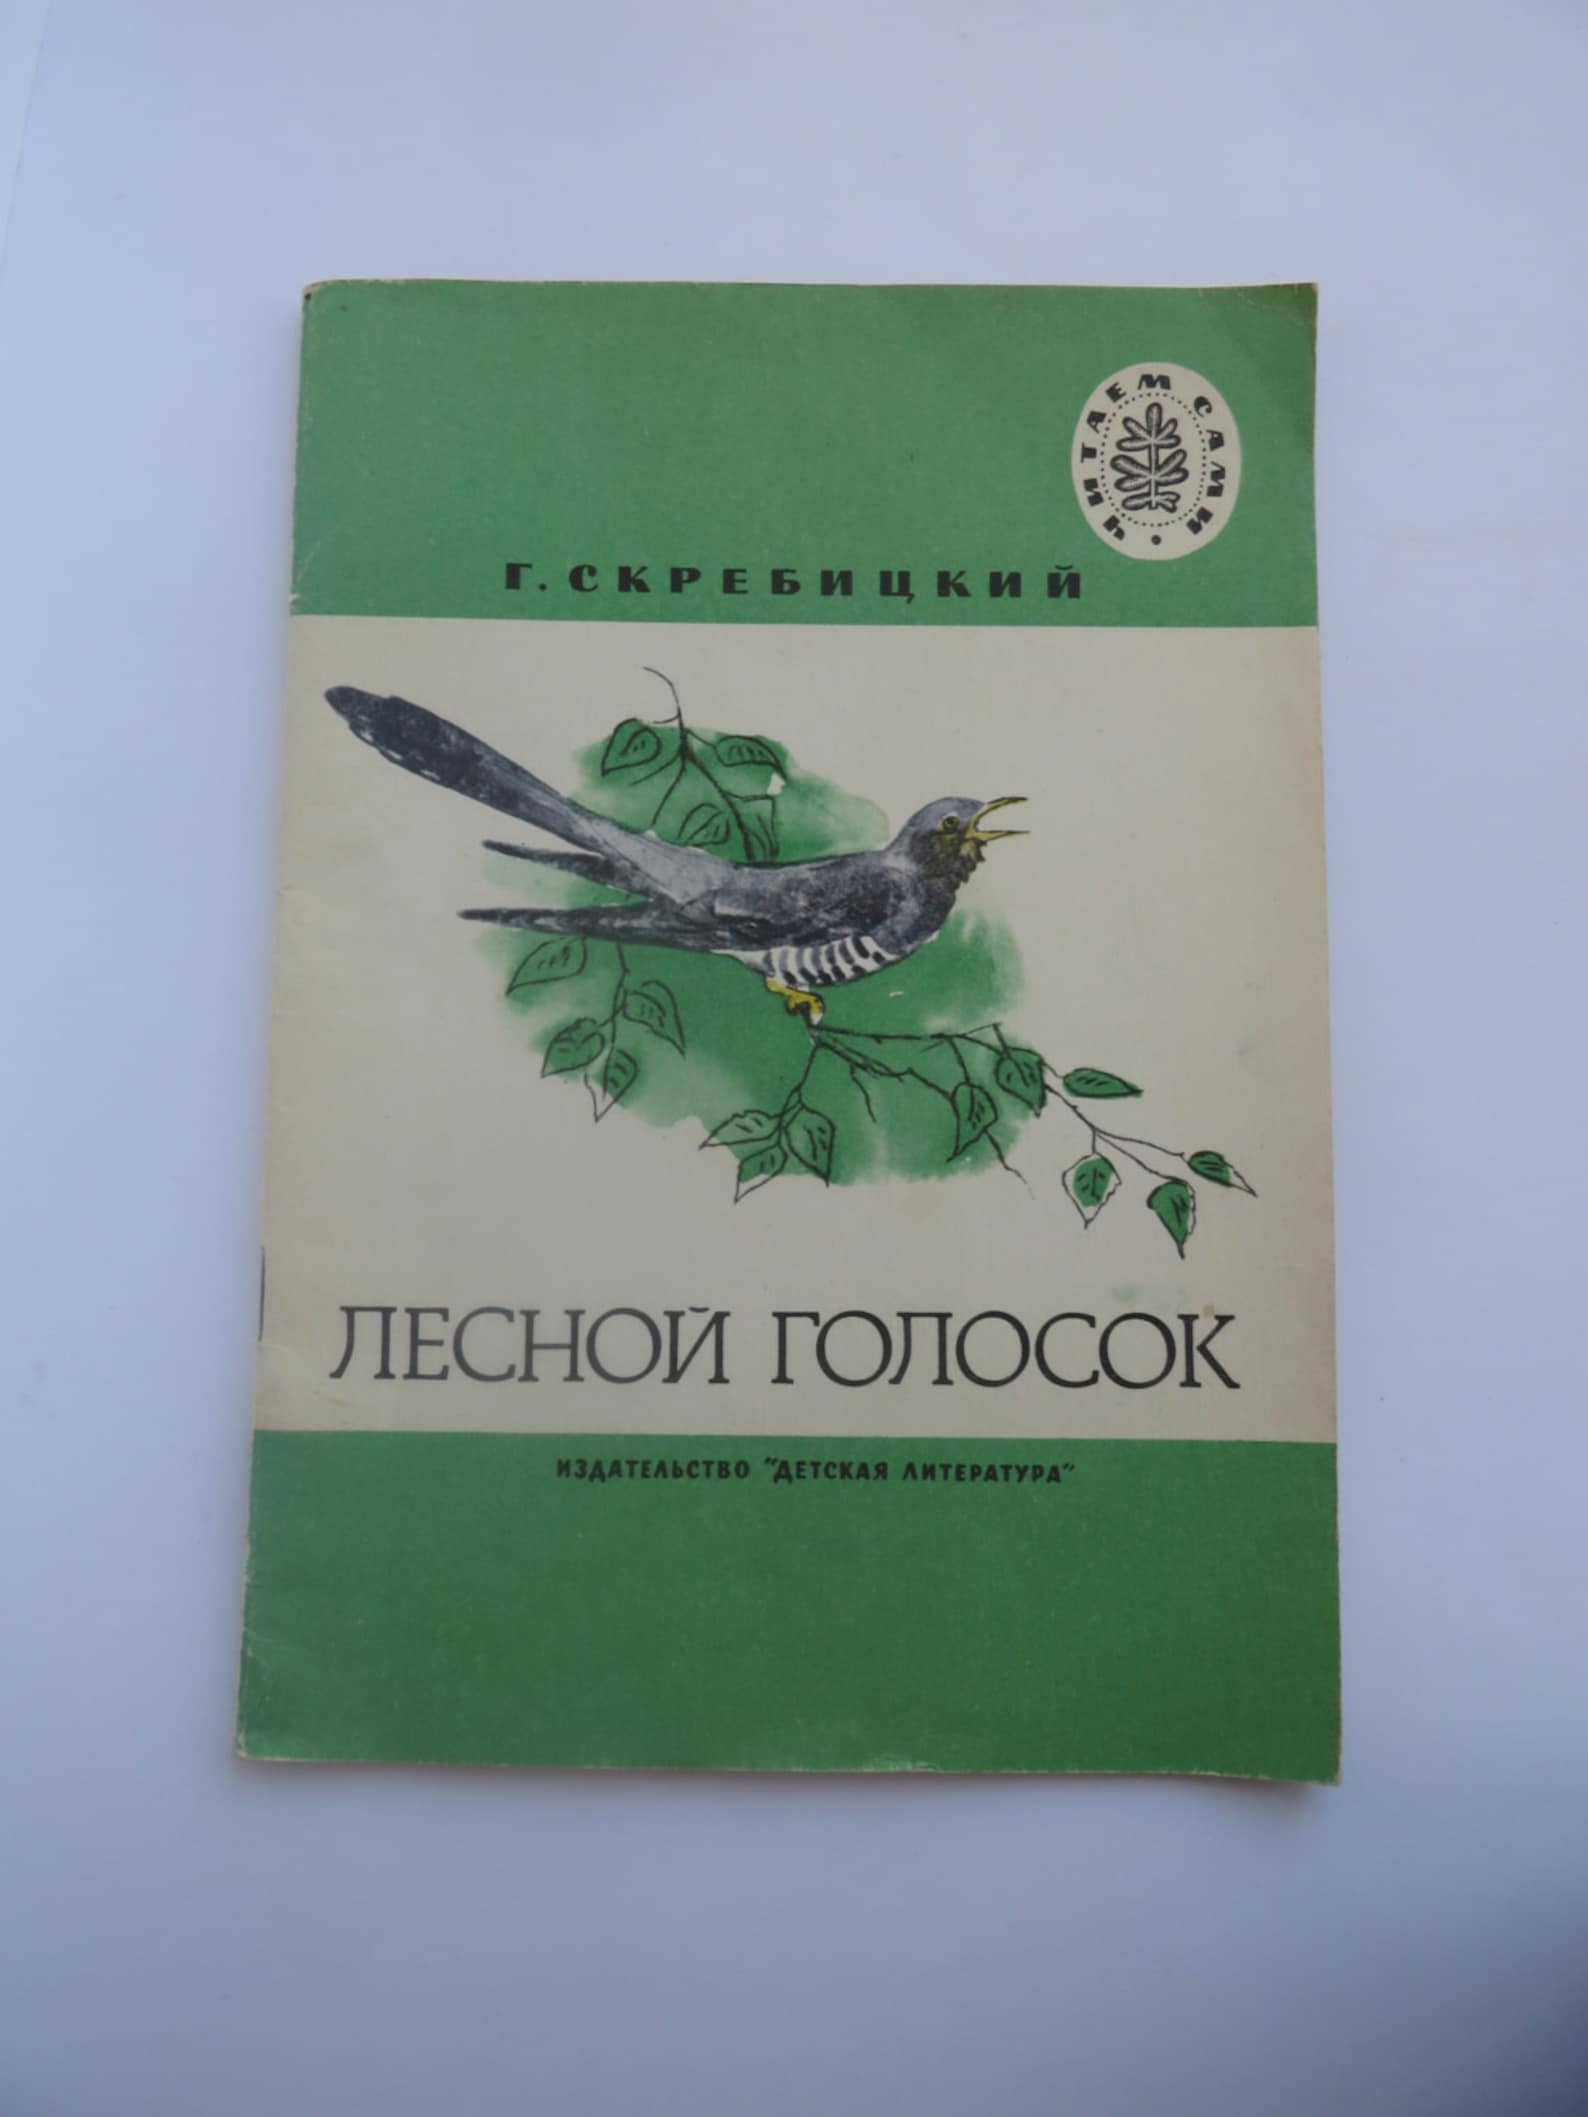 ЧИТАЕМ САМИ
Г. СКРЕБИЦКИЙ
ЛЕСНОЙ ГОЛОСОК
ИЗДАТЕЛЬСТВО "ДЕТСКАЯ ЛИТЕРАТУРА"